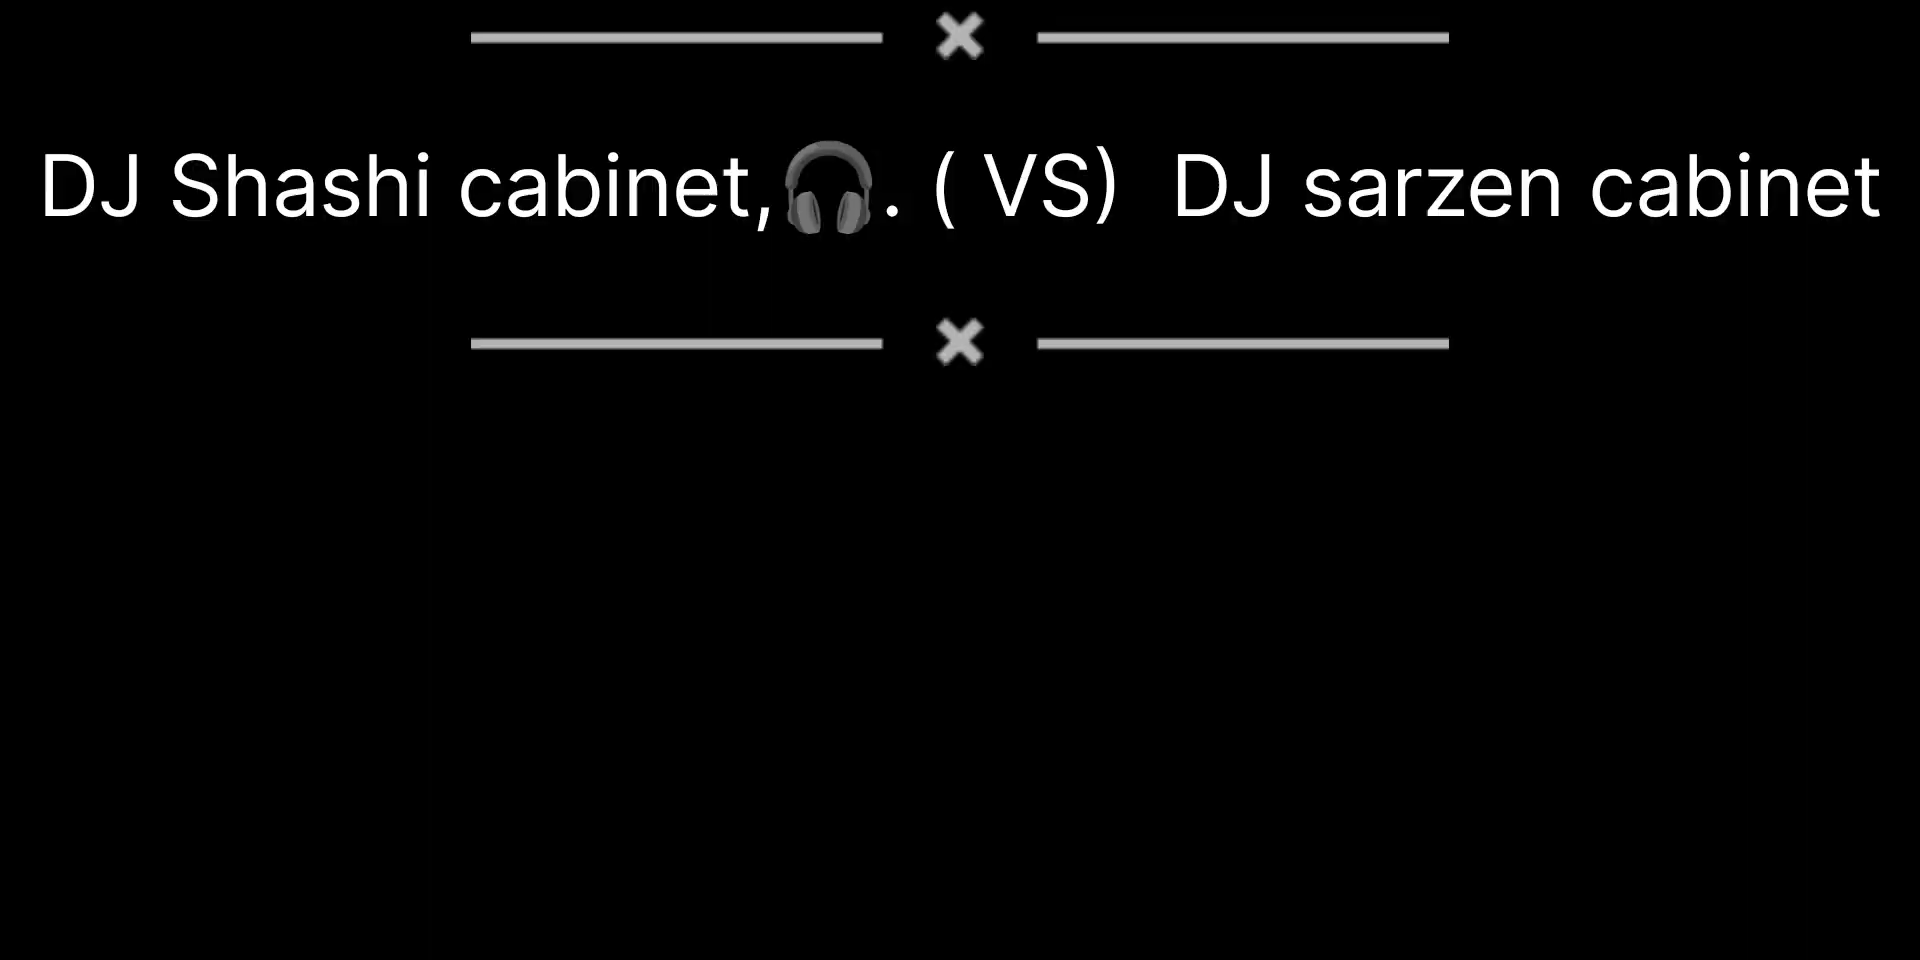 DJ Shashi cabinet,🎧. ( VS)  DJ sarzen cabinet